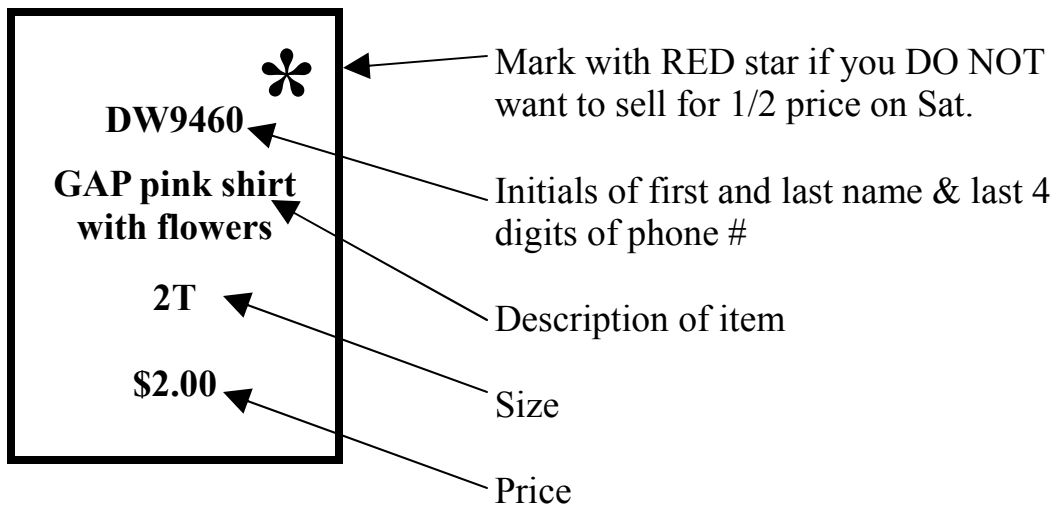 *
DW9460
GAP pink shirt
with flowers
2T
$2.00
Mark with RED star if you DO NOT
want to sell for 1/2 price on Sat.
Initials of first and last name & last 4
digits of phone #
Description of item
Size
Price